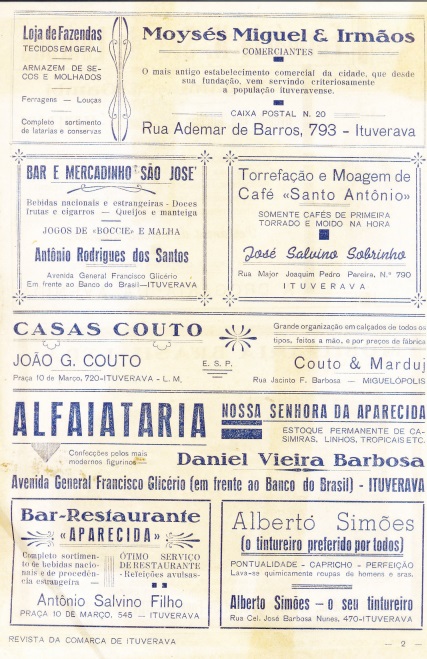 Loja de Fazendas
TECIDOS EM GERAL
ARMAZEM DE SE-
COS E MOLHADOS
Ferragens — Louças
Completo sortimento
de latarias e conservas
Moysés Miguel & Irmãos
COMERCIANTES
O mais antigo estabelecimento comercial da cidade, que desde
sua fundação, vem servindo criteriosamente
a população ituveravense.
CAIXA POSTAL N. 20
Rua Ademar de Barros, 793 - Ituverava
BAR E MERCADINHO SÃO JOSE'
Bebidas nacionais e estrangeiras - Doces
frutas e cigarros — Queijos e manteiga
JOGOS DE «BOCCIE» E MALHA
Antônio Rodrigues dos Santos
Avenida General Francisco Glicério
Em frente ao Banco do Brasil—ITUVERAVA
Torrefação e Moagem de
Café «Santo Antônio»
SOMENTE CAFÉS DE PRIMEIRA
TORRADO E MOIDO NA HORA
José Salvino Sobrinho
Rua Major Joaquim Pedro Pereira, N.º 790
ITUVERAVA
CASAS COUTO
JOÃO G. COUTO
Praça 10 de Março, 720-ITUVERAVA - L. M.
E. S. P.
Grande organização em calçados de todos os
tipos, feitos a mão, e por preços de fábrica
Couto & Marduj
Rua Jacinto F. Barbosa — MIGUELOPOLIS
ALFAIATARIA
NOSSA SENHORA DA APARECIDA
ESTOQUE PERMANENTE DE CA-
SIMIRAS, LINHOS, TROPICAIS ETC.
Confecções pelos mais
modernos figurinos
Daniel Vieira Barbosa
Avenida General Francisco Glicério (em frente ao Banco do Brasil) - ITUVERAVA
Bar-Restaurante
«APARECIDA»
Completo sortimen-
to de bebidas nacio-
nais e de procedên-
cia estrangeira —
ÓTIMO SERVIÇO
DE RESTAURANTE
- Refeições avulsas-
Antônio Salvino Filho
PRAÇA 10 DE MARÇO, 545 — ITUVERAVA
Alberto Simões
(o tintureiro preferido por todos)
PONTUALIDADE - CAPRICHO - PERFEIÇÃO
Lava-se quimicamente roupas de homens e sras.
Alberto Simões — o seu tintureiro
Rua Cel. José Barbosa Nunes, 470-ITUVERAVA
REVISTA DA COMARCA DE ITUVERAVA
— 2 —